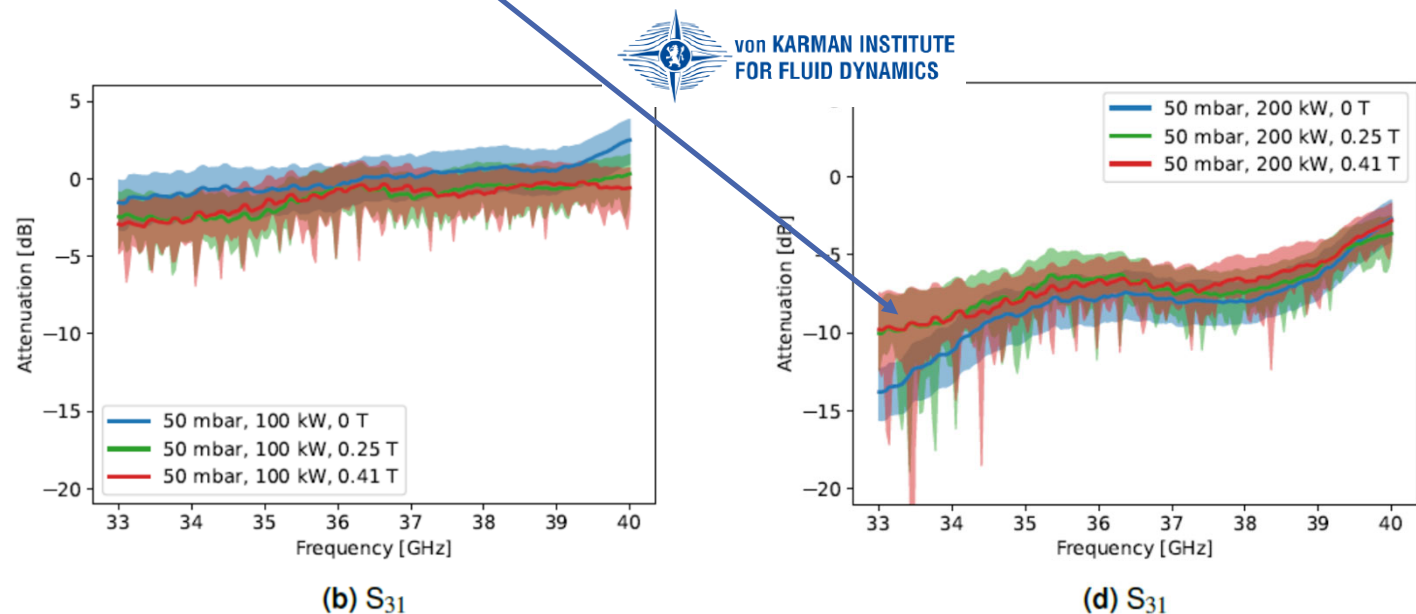 von KARMAN INSTITUTE
FOR FLUID DYNAMICS
5
0
−5
−10
−15
−20
Attenuation [dB]
50 mbar, 100 kW, 0 T
50 mbar, 100 kW, 0.25 T
50 mbar, 100 kW, 0.41 T
33 34 35 36 37 38 39 40
Frequency [GHz]
(b) S31
50 mbar, 200 kW, 0 T
50 mbar, 200 kW, 0.25 T
50 mbar, 200 kW, 0.41 T
0
−5
−10
−15
−20
Attenuation [dB]
33 34 35 36 37 38 39 40
Frequency [GHz]
(d) S31